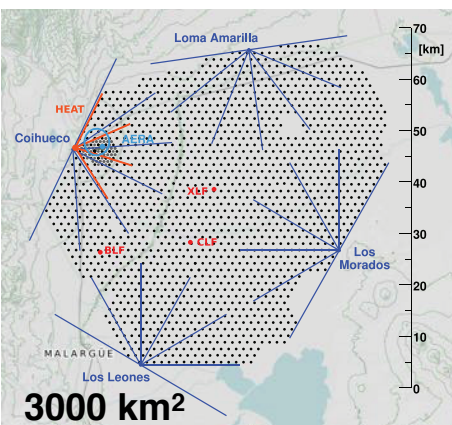 70
Loma Amarilla
[km]
60
HEAT
50
Coihueco
AERA
40
XLF
30
CLF
BLF
Los
Morados
20
10
MALARGUE
Los Leones
0
3000 km²